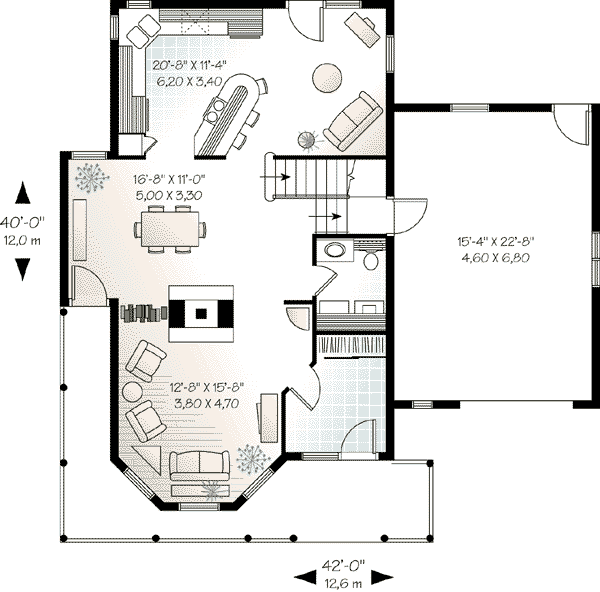 20'-8" X 11'-4"
6,20 X 3,40
16'-8" X 11'-0"
5,00 X 3,30
40'-0"
12,0 m
15'-4" X 22'-8"
4,60 X 6,80
12'-8" X 15'-8"
3,80 X 4,70
42'-0"
12,6 m